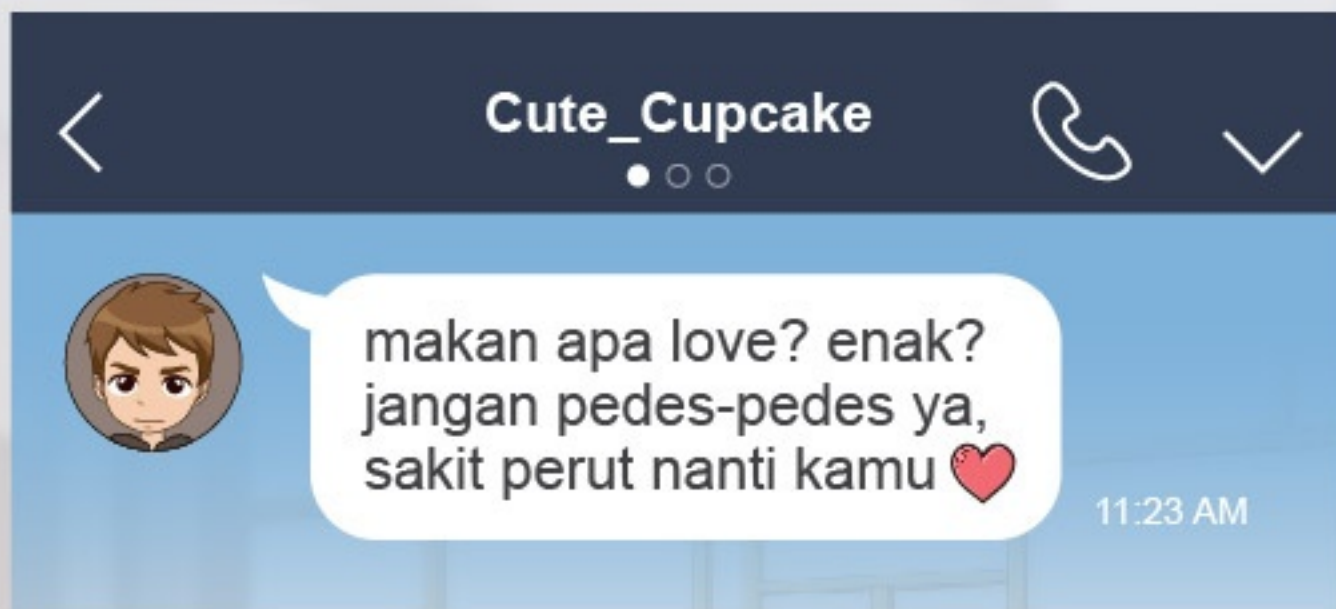 Cute_Cupcake
makan apa love? enak?
jangan pedes-pedes ya,
sakit perut nanti kamu
11:23 AM